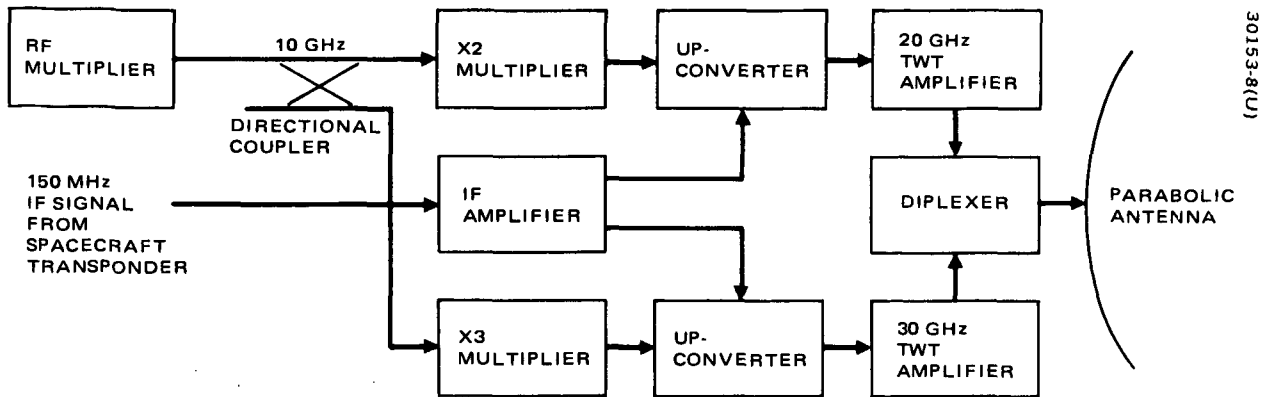 RF
MULTIPLIER
10 GHz
DIRECTIONAL
COUPLER
X2
MULTIPLIER
UP-
CONVERTER
20 GHz
TWT
AMPLIFIER
150 MHz
IF SIGNAL
FROM
SPACECRAFT
TRANSPONDER
IF
AMPLIFIER
DIPLEXER
PARABOLIC
ANTENNA
X3
MULTIPLIER
UP-
CONVERTER
30 GHz
TWT
AMPLIFIER
30153-8(U)